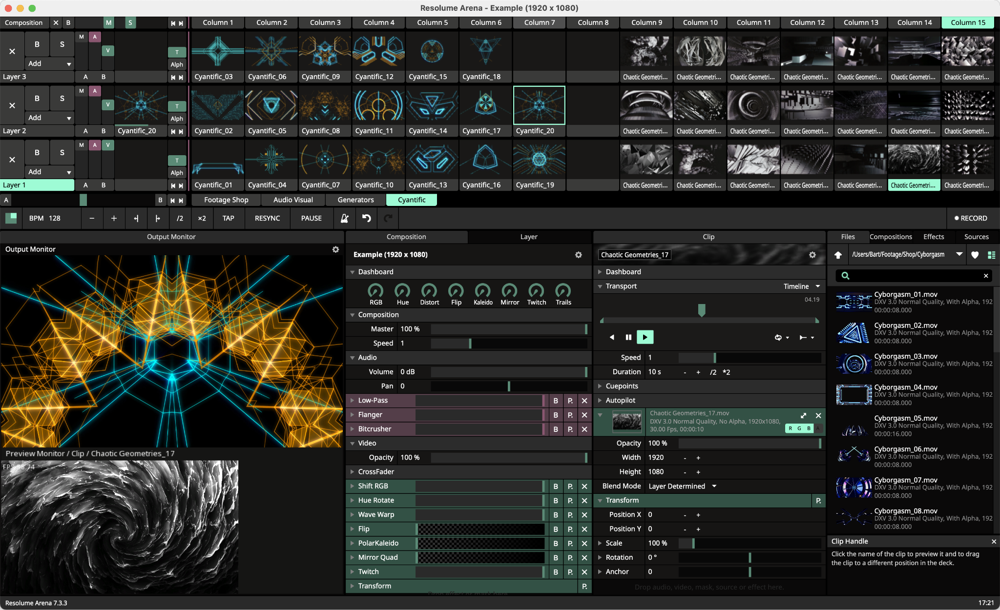 Resolume Arena - Example (1920 x 1080)
Composition B M S Column 1 Column 2 Column 3 Column 4 Column 5 Column 6 Column 7 Column 8 Column 9 Column 10 Column 11 Column 12 Column 13 Column 14 Column 15
M A
B S V T
Add Alph
Layer 3 A B Cyantific_03 Cyantific_06 Cyantific_09 Cyantific_12 Cyantific_15 Cyantific_18 Chaotic Geometri... Chaotic Geometri... Chaotic Geometri... Chaotic Geometri... Chaotic Geometri... Chaotic Geometri... Chaotic Geometri...
M A
B S V T
Add Alph
Layer 2 A B Cyantific_20 Cyantific_02 Cyantific_05 Cyantific_08 Cyantific_11 Cyantific_14 Cyantific_17 Cyantific_20 Chaotic Geometri... Chaotic Geometri... Chaotic Geometri... Chaotic Geometri... Chaotic Geometri... Chaotic Geometri... Chaotic Geometri...
M A V
B S T
Add Alph
Layer 1 A B Cyantific_01 Cyantific_04 Cyantific_07 Cyantific_10 Cyantific_13 Cyantific_16 Cyantific_19 Chaotic Geometri... Chaotic Geometri... Chaotic Geometri... Chaotic Geometri... Chaotic Geometri... Chaotic Geometri... Chaotic Geometri...
A B Footage Shop Audio Visual Generators Cyantific
BPM 128 - + /2 ×2 TAP RESYNC PAUSE RECORD
Output Monitor
Output Monitor
Preview Monitor / Clip / Chaotic Geometries_17
Composition Layer
Example (1920 x 1080)
Dashboard
RGB Hue Distort Flip Kaleido Mirror Twitch Trails
Composition
Master 100 %
Speed 1
Audio
Volume 0 dB
Pan 0
Low-Pass B P.
Flanger B P.
Bitcrusher B P.
Video
Opacity 100 %
CrossFader
Shift RGB B P.
Hue Rotate B P.
Wave Warp B P.
Flip B P.
PolarKaleido B P.
Mirror Quad B P.
Twitch B P.
Transform P.
Drop effect or mask here.
Clip
Chaotic Geometries_17
Dashboard
Transport Timeline
04.19
Speed 1
Duration 10 s - + /2 *2
Cuepoints
Autopilot
Chaotic Geometries_17.mov
DXV 3.0 Normal Quality, No Alpha, 1920x1080,
30.00 Fps, 00:00:10 R G B A
Opacity 100 %
Width 1920 - +
Height 1080 - +
Blend Mode Layer Determined
Transform P.
Position X 0 - +
Position Y 0 - +
Scale 100 %
Rotation 0 °
Anchor 0
Drop audio, video, mask, source or effect here.
Files Compositions Effects Sources
/Users/Bart/Footage/Shop/Cyborgasm
Cyborgasm_01.mov
DXV 3.0 Normal Quality, With Alpha, 192
00:00:08.000
Cyborgasm_02.mov
DXV 3.0 Normal Quality, With Alpha, 192
00:00:08.000
Cyborgasm_03.mov
DXV 3.0 Normal Quality, With Alpha, 192
00:00:08.000
Cyborgasm_04.mov
DXV 3.0 Normal Quality, With Alpha, 192
00:00:08.000
Cyborgasm_05.mov
DXV 3.0 Normal Quality, With Alpha, 192
00:00:16.000
Cyborgasm_06.mov
DXV 3.0 Normal Quality, With Alpha, 192
00:00:08.000
Cyborgasm_07.mov
DXV 3.0 Normal Quality, With Alpha, 192
00:00:08.000
Cyborgasm_08.mov
DXV 3.0 Normal Quality, With Alpha, 192
00:00:08.000
Clip Handle
Click the name of the clip to preview it and to drag
the clip to a different position in the deck.
Resolume Arena 7.3.3 17:21